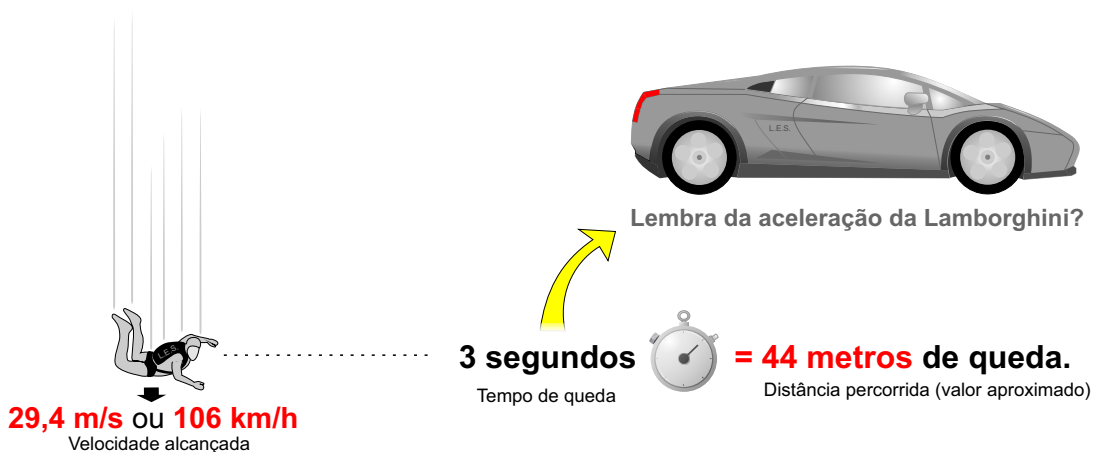 L.E.S.
Lembra da aceleração da Lamborghini?
L.E.S.
3 segundos = 44 metros de queda.
Tempo de queda
Distância percorrida (valor aproximado)
29,4 m/s ou 106 km/h
Velocidade alcançada